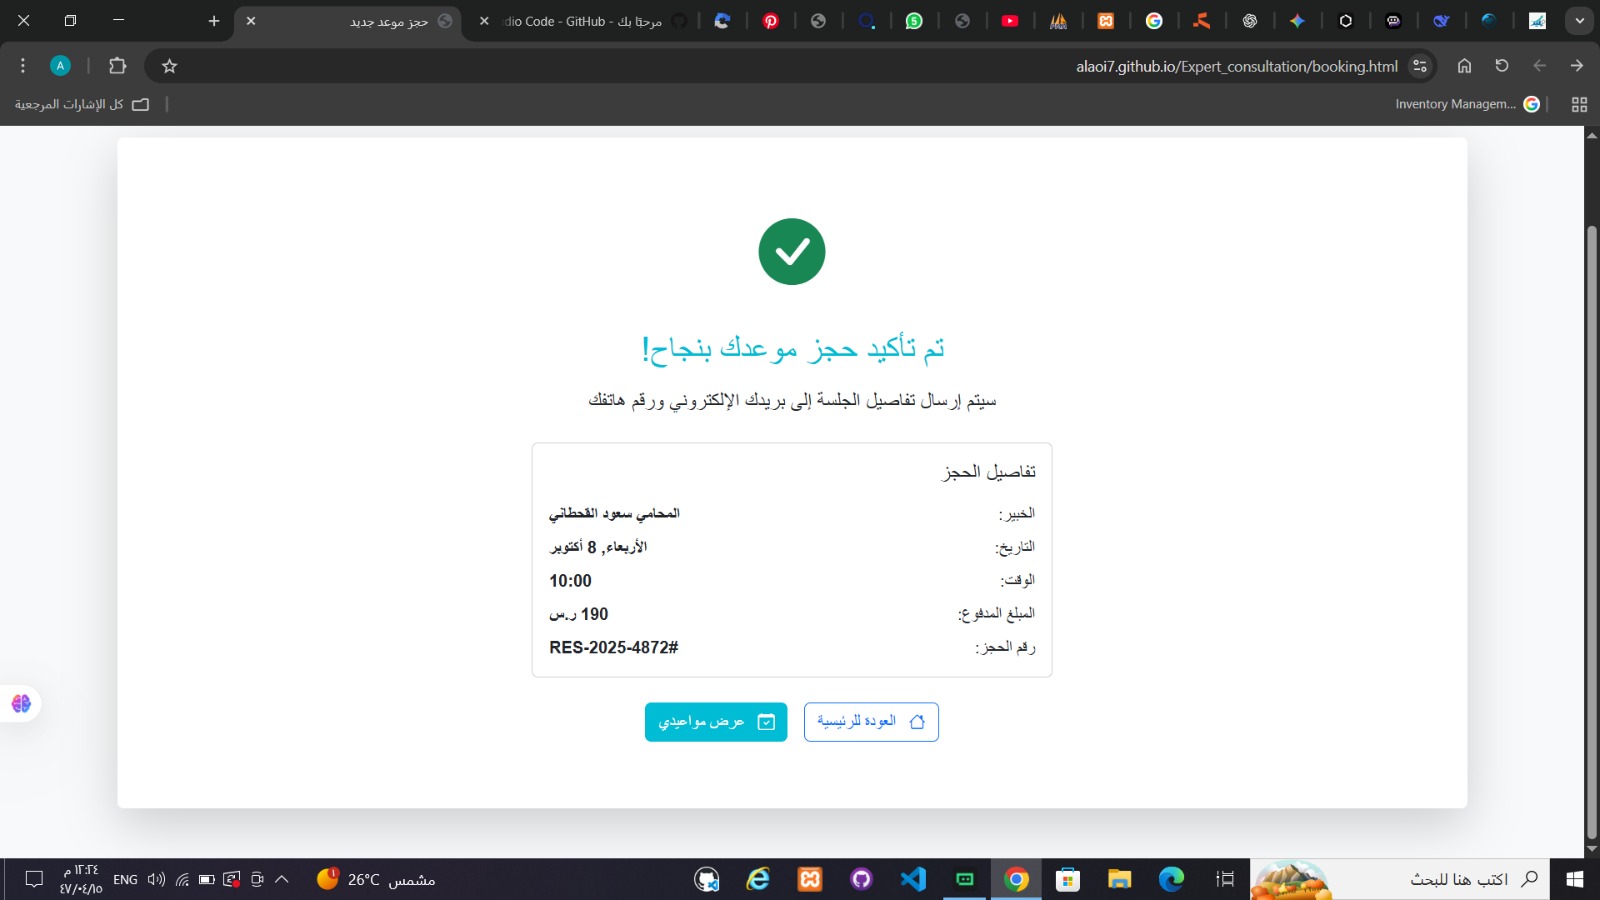 حجز موعد جديد
مرحبًا بك - dio Code - GitHub
A
alaoi7.github.io/Expert_consultation/booking.html
كل الإشارات المرجعية
Inventory Managem...
تم تأكيد حجز موعدك بنجاح!
سيتم إرسال تفاصيل الجلسة إلى بريدك الإلكتروني ورقم هاتفك
تفاصيل الحجز
الخبير: المحامي سعود القحطاني
التاريخ: الأربعاء, 8 أكتوبر
الوقت: 10:00
المبلغ المدفوع: 190 ر.س
رقم الحجز: RES-2025-4872#
العودة للرئيسية
عرض مواعيدي
اكتب هنا للبحث
26°C مشمس
ENG
١٢:٢٤ م
٤٧/٠٤/١٥